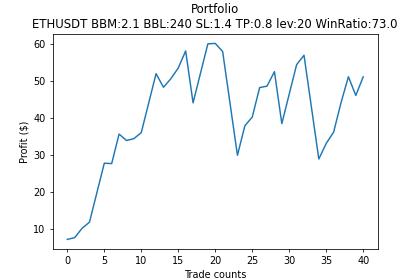 Portfolio
ETHUSDT BBM:2.1 BBL:240 SL:1.4 TP:0.8 lev:20 WinRatio:73.0
60
50
40
30
20
10
Profit ($)
0 5 10 15 20 25 30 35 40
Trade counts